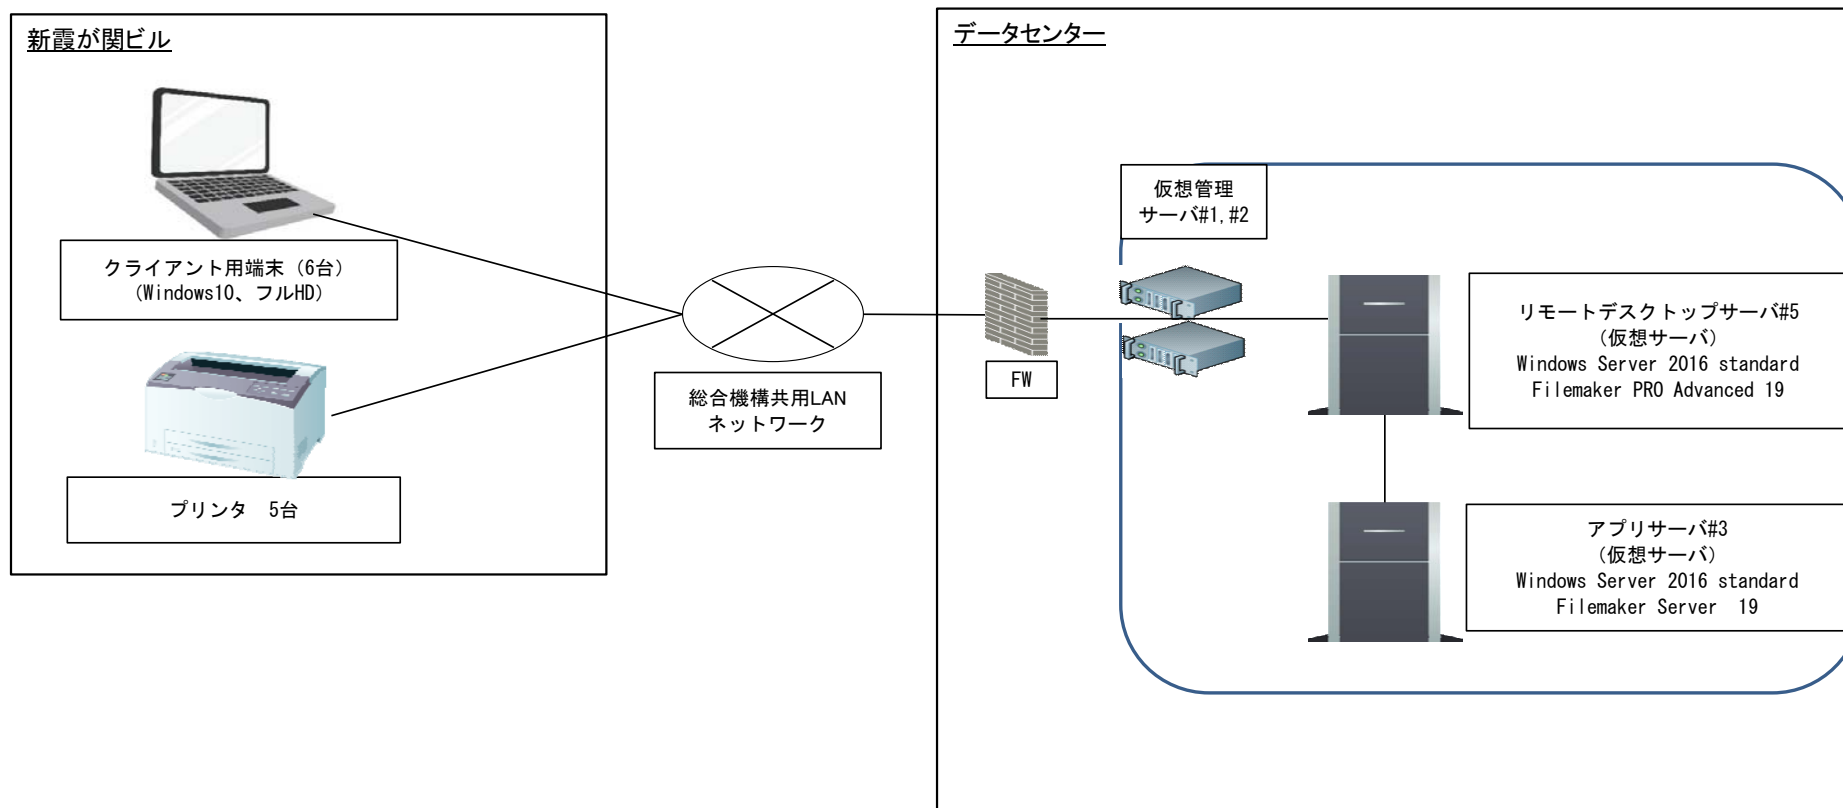 新霞が関ビル
クライアント用端末（6台）
（Windows10、フルHD）
プリンタ　5台
総合機構共用LAN
ネットワーク
データセンター
仮想管理
サーバ#1,#2
FW
リモートデスクトップサーバ#5
（仮想サーバ）
Windows Server 2016 standard
Filemaker PRO Advanced 19
アプリサーバ#3
（仮想サーバ）
Windows Server 2016 standard
Filemaker Server　19